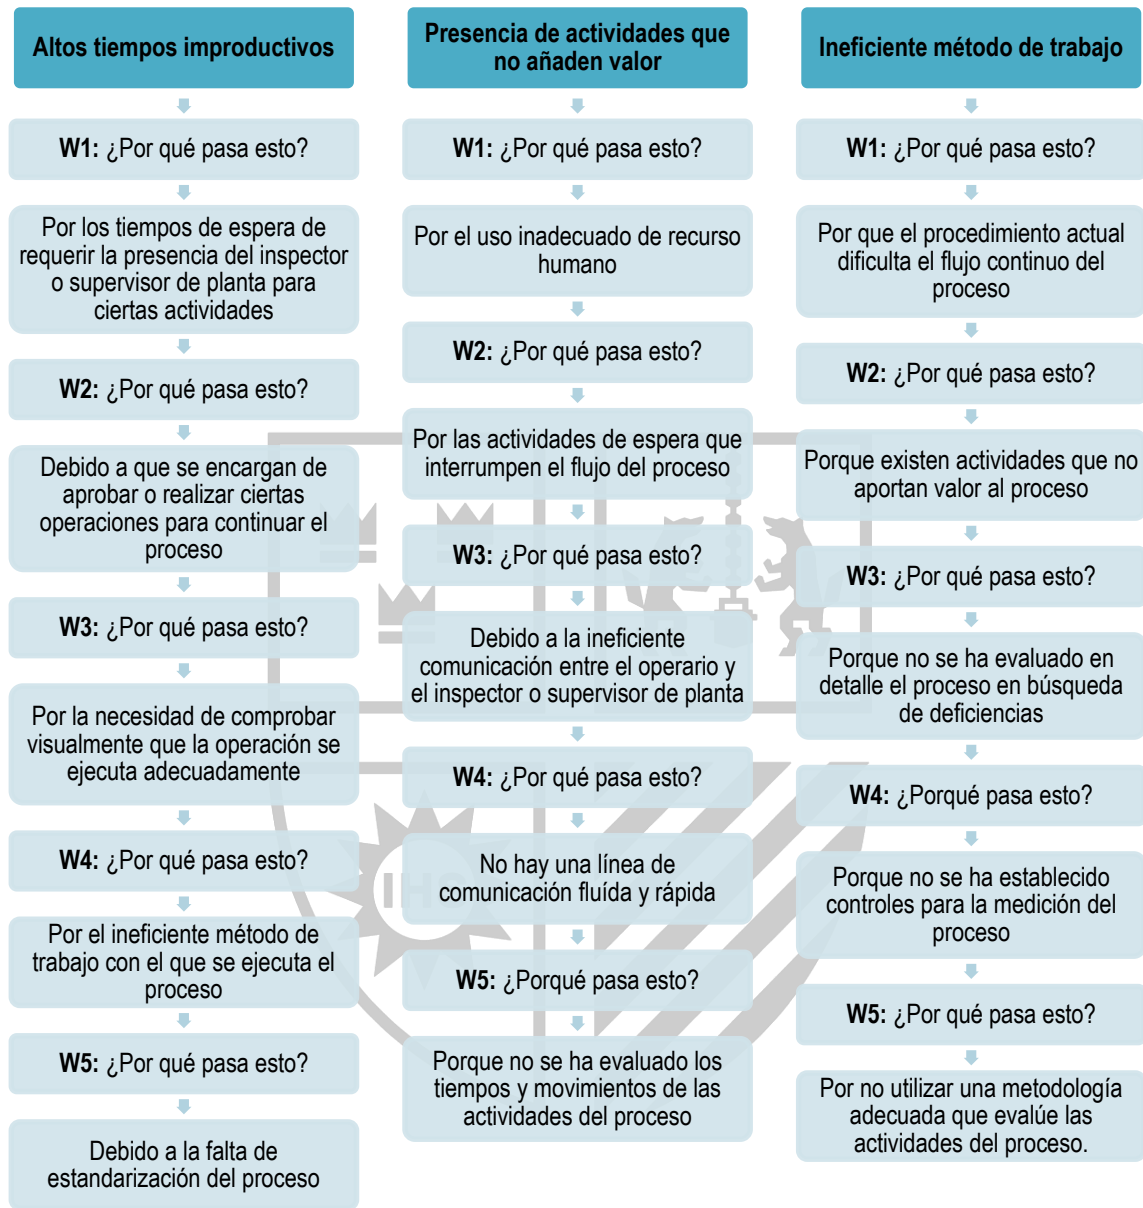 Altos tiempos improductivos
W1: ¿Por qué pasa esto?
Por los tiempos de espera de
requerir la presencia del inspector
o supervisor de planta para
ciertas actividades
W2: ¿Por qué pasa esto?
Debido a que se encargan de
aprobar o realizar ciertas
operaciones para continuar el
proceso
W3: ¿Por qué pasa esto?
Por la necesidad de comprobar
visualmente que la operación se
ejecuta adecuadamente
W4: ¿Por qué pasa esto?
Por el ineficiente método de
trabajo con el que se ejecuta el
proceso
W5: ¿Por qué pasa esto?
Debido a la falta de
estandarización del proceso
Presencia de actividades que
no añaden valor
W1: ¿Por qué pasa esto?
Por el uso inadecuado de recurso
humano
W2: ¿Por qué pasa esto?
Por las actividades de espera que
interrumpen el flujo del proceso
W3: ¿Por qué pasa esto?
Debido a la ineficiente
comunicación entre el operario y
el inspector o supervisor de planta
W4: ¿Por qué pasa esto?
No hay una línea de
comunicación fluída y rápida
W5: ¿Porqué pasa esto?
Porque no se ha evaluado los
tiempos y movimientos de las
actividades del proceso
Ineficiente método de trabajo
W1: ¿Por qué pasa esto?
Por que el procedimiento actual
dificulta el flujo continuo del
proceso
W2: ¿Por qué pasa esto?
Porque existen actividades que no
aportan valor al proceso
W3: ¿Por qué pasa esto?
Porque no se ha evaluado en
detalle el proceso en búsqueda
de deficiencias
W4: ¿Porqué pasa esto?
Porque no se ha establecido
controles para la medición del
proceso
W5: ¿Por qué pasa esto?
Por no utilizar una metodología
adecuada que evalúe las
actividades del proceso.
IHS